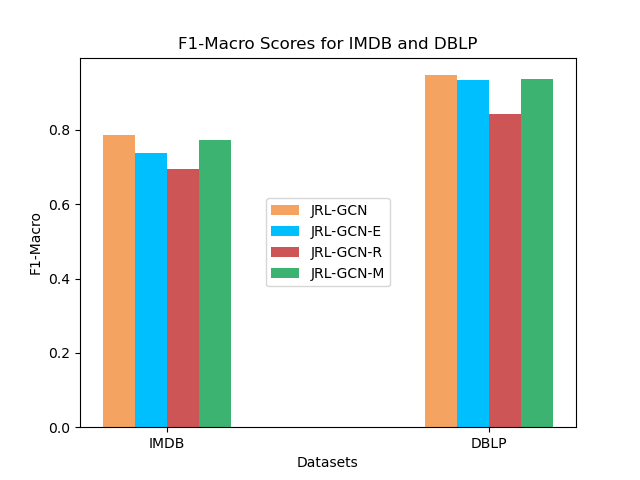 F1-Macro Scores for IMDB and DBLP
F1-Macro
0.8
0.6
0.4
0.2
0.0
JRL-GCN
JRL-GCN-E
JRL-GCN-R
JRL-GCN-M
IMDB
DBLP
Datasets